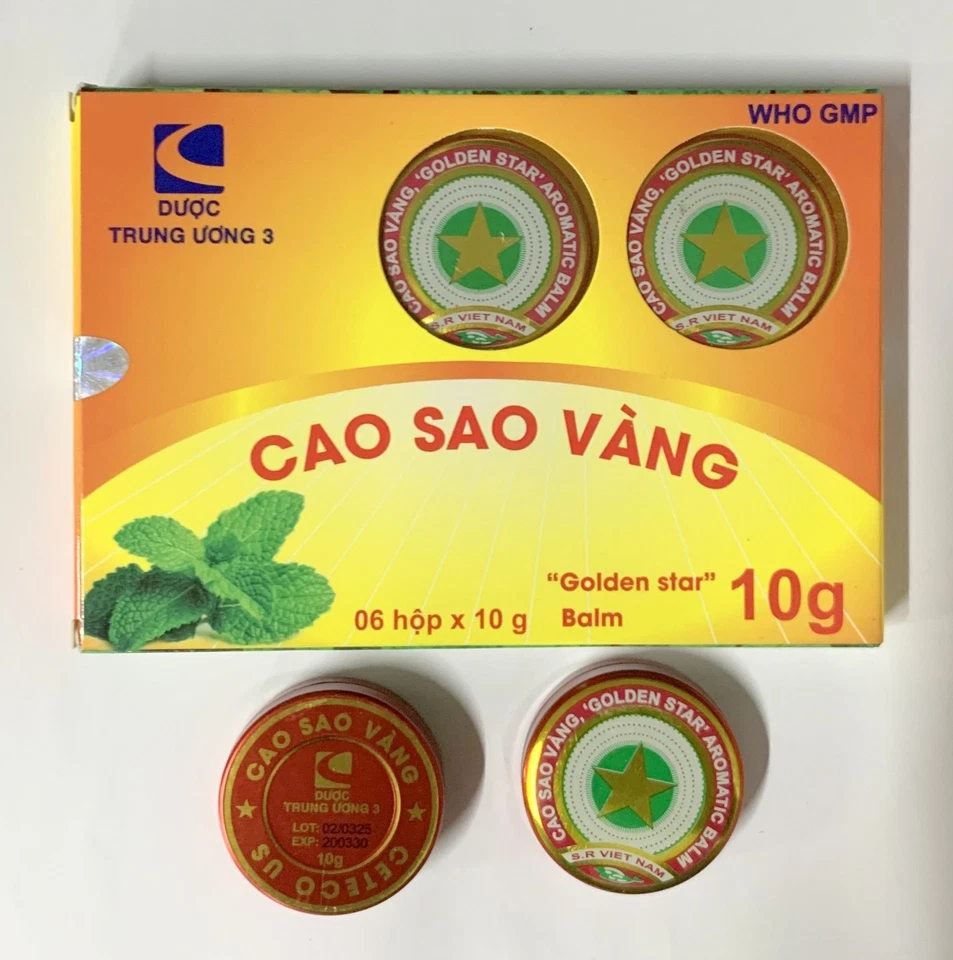 WHO GMP
DƯỢC
TRUNG ƯƠNG 3
CAO SAO VÀNG, 'GOLDEN STAR' AROMATIC BALM
S.R VIET NAM
CAO SAO VÀNG, 'GOLDEN STAR' AROMATIC BALM
S.R VIET NAM
CAO SAO VÀNG
06 hộp x 10 g
"Golden star"
Balm
10g
CAO SAO VÀNG
DƯỢC
TRUNG ƯƠNG 3
LOT: 02/0325
EXP: 200330
10g
CETECO US
CAO SAO VÀNG, 'GOLDEN STAR' AROMATIC BALM
S.R VIET NAM